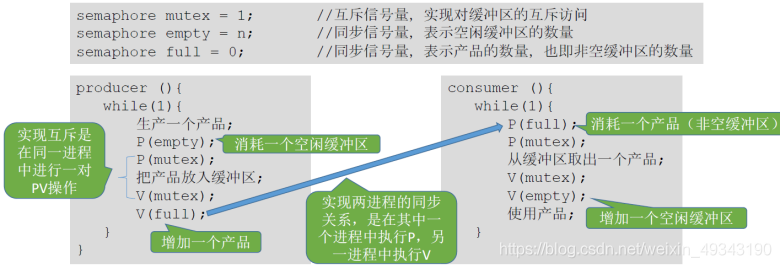 semaphore mutex = 1; //互斥信号量, 实现对缓冲区的互斥访问
semaphore empty = n; //同步信号量, 表示空闲缓冲区的数量
semaphore full = 0; //同步信号量, 表示产品的数量, 也即非空缓冲区的数量
producer (){
while(1){
生产一个产品;
P(empty);
消耗一个空闲缓冲区
P(mutex);
把产品放入缓冲区;
V(mutex);
V(full);
增加一个产品
}
}
实现互斥是
在同一进程
中进行一对
PV操作
实现两进程的同步
关系，是在其中一
个进程中执行P，另
一进程中执行V
consumer (){
while(1){
P(full);
消耗一个产品（非空缓冲区）
P(mutex);
从缓冲区取出一个产品;
V(mutex);
V(empty);
增加一个空闲缓冲区
使用产品;
}
}
https://blog.csdn.net/weixin_49343190